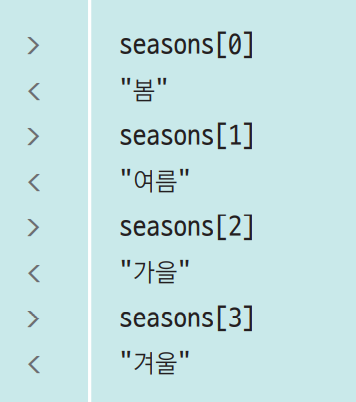 > seasons[0]
< "봄"
> seasons[1]
< "여름"
> seasons[2]
< "가을"
> seasons[3]
< "겨울"